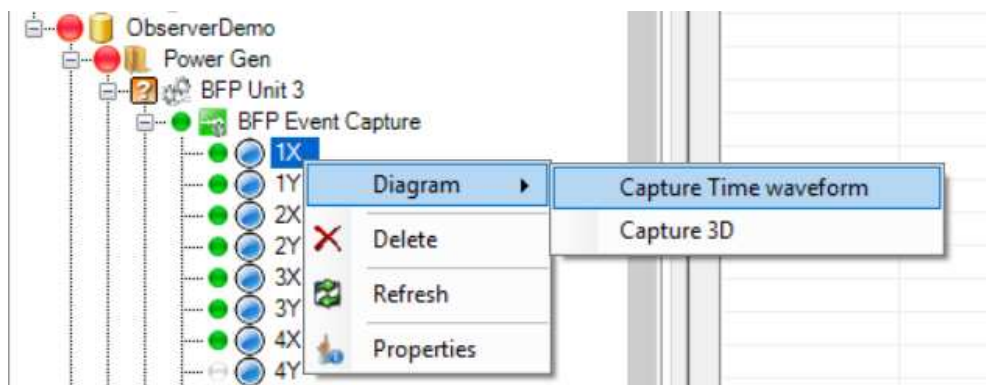 ObserverDemo
Power Gen
BFP Unit 3
BFP Event Capture
1X
1Y
2X
2Y
3X
3Y
4X
4Y
Diagram
Delete
Refresh
Properties
Capture Time waveform
Capture 3D